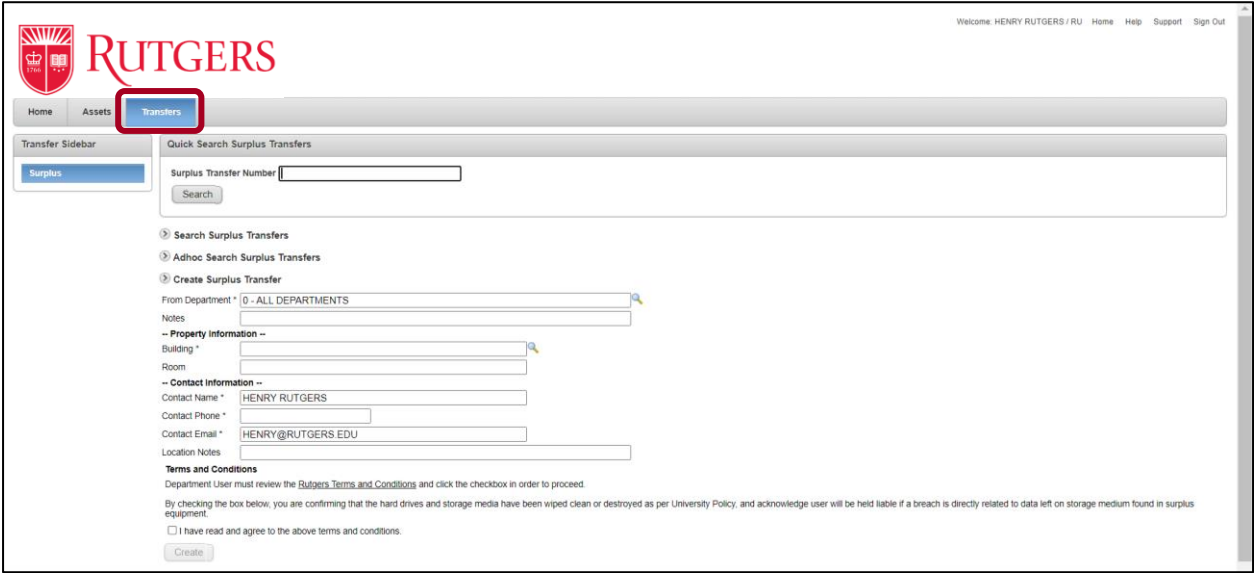 Welcome: HENRY RUTGERS / RU Home Help Support Sign Out
1766
RUTGERS
Home Assets Transfers
Transfer Sidebar
Surplus
Quick Search Surplus Transfers
Surplus Transfer Number
Search
Search Surplus Transfers
Adhoc Search Surplus Transfers
Create Surplus Transfer
From Department * 0 - ALL DEPARTMENTS
Notes
-- Property Information --
Building *
Room
-- Contact Information --
Contact Name * HENRY RUTGERS
Contact Phone *
Contact Email * HENRY@RUTGERS.EDU
Location Notes
Terms and Conditions
Department User must review the Rutgers Terms and Conditions and click the checkbox in order to proceed.
By checking the box below, you are confirming that the hard drives and storage media have been wiped clean or destroyed as per University Policy, and acknowledge user will be held liable if a breach is directly related to data left on storage medium found in surplus
equipment.
I have read and agree to the above terms and conditions.
Create